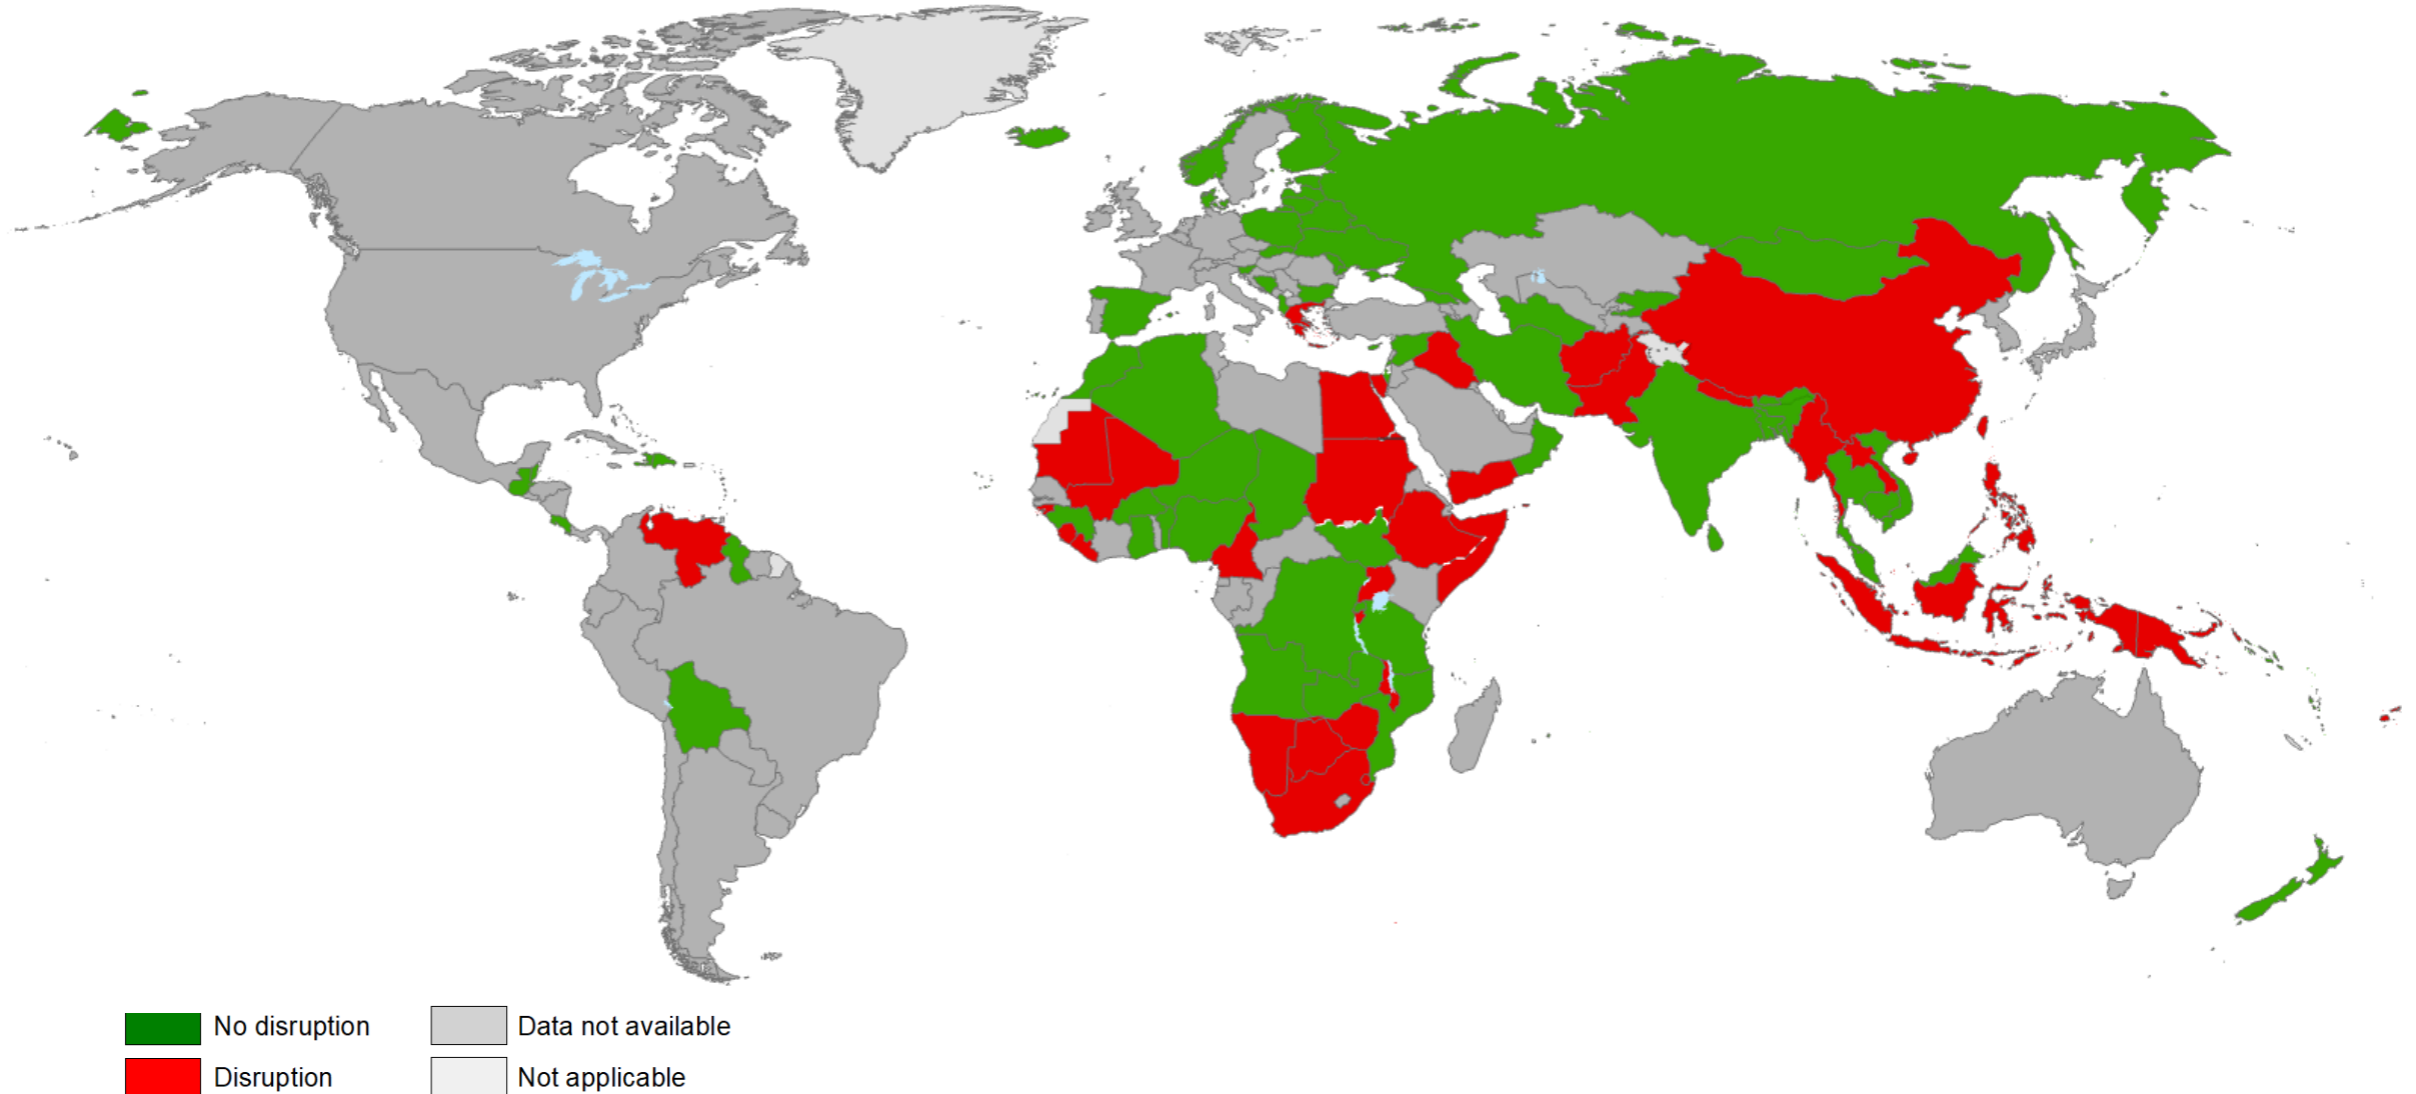 No disruption
Data not available
Disruption
Not applicable